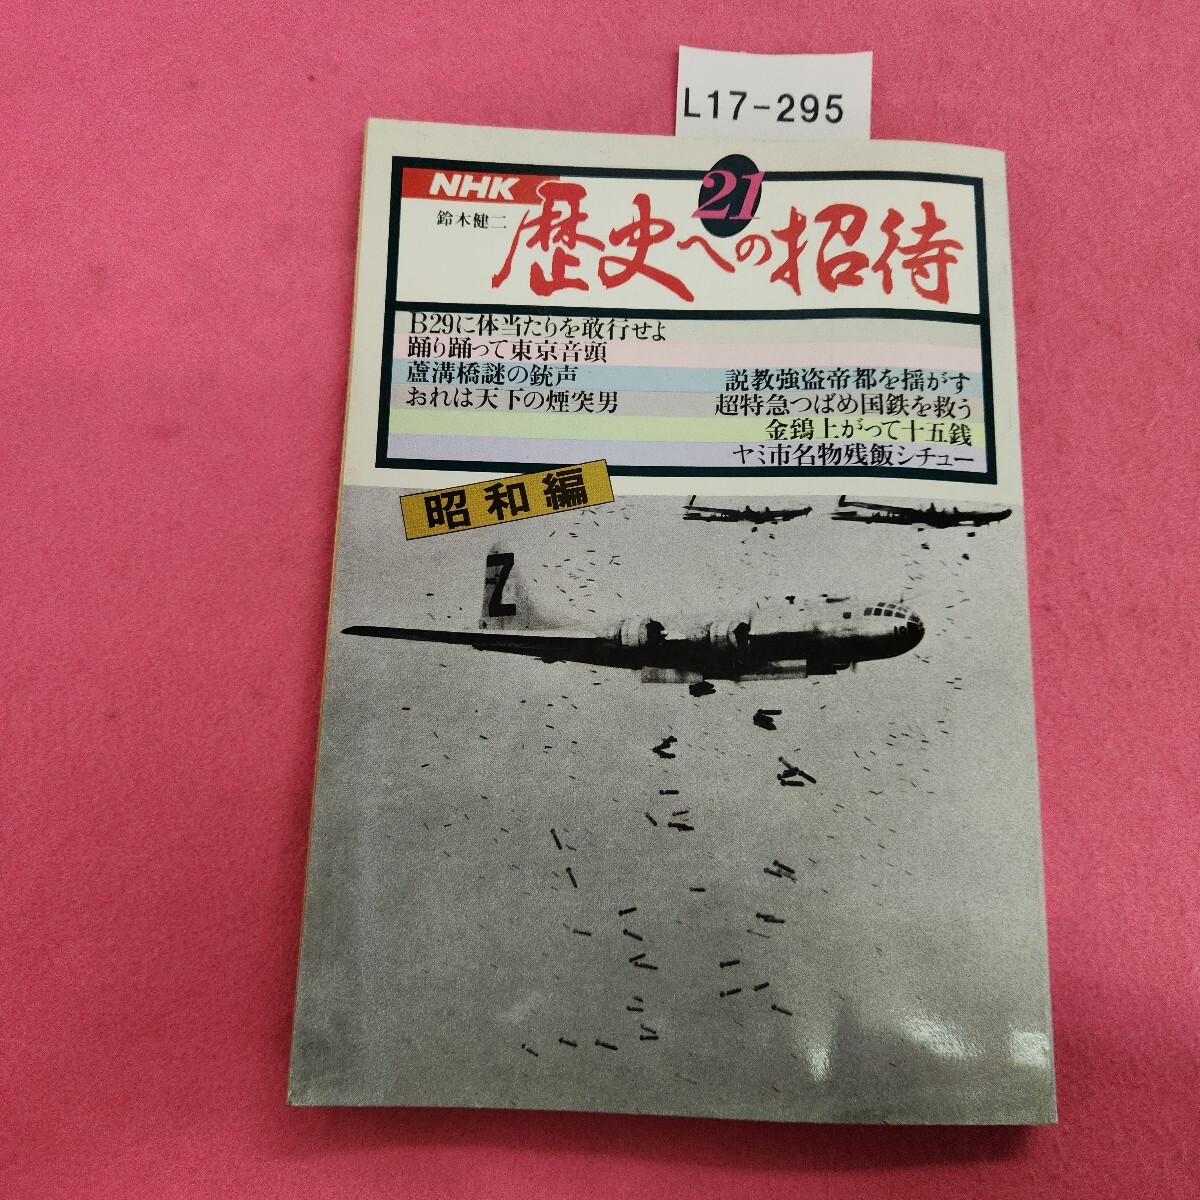 L17-295
NHK
21
鈴木健二
歴史への招待
B29に体当たりを敢行せよ
踊り踊って東京音頭
蘆溝橋謎の銃声
おれは天下の煙突男
説教強盗帝都を揺がす
超特急つばめ国鉄を救う
金鵄上がって十五銭
ヤミ市名物残飯シチュー
昭和編
Z